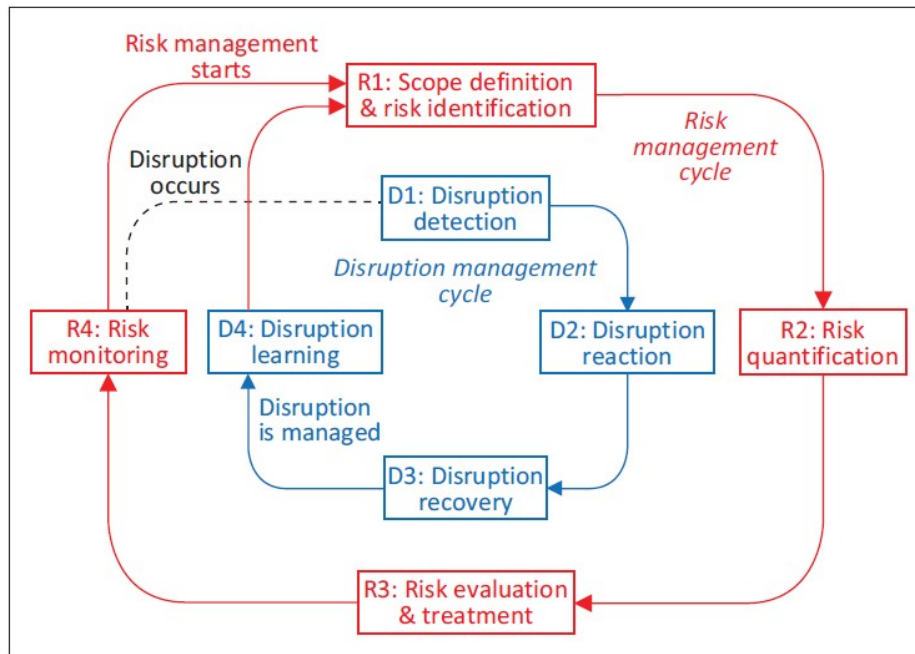 Risk management
starts
R1: Scope definition
& risk identification
Risk
management
cycle
Disruption
occurs
D1: Disruption
detection
Disruption management
cycle
R4: Risk
monitoring
D4: Disruption
learning
D2: Disruption
reaction
R2: Risk
quantification
Disruption
is managed
D3: Disruption
recovery
R3: Risk evaluation
& treatment